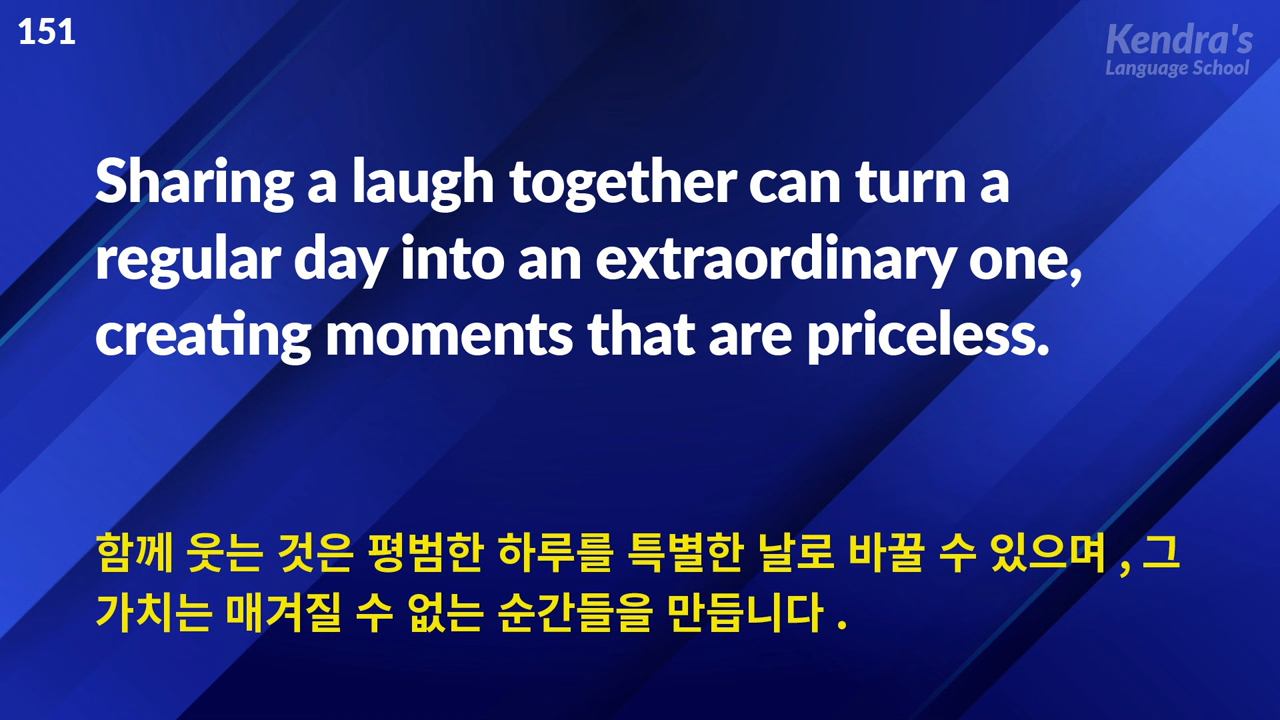 151
Kendra's
Language School
Sharing a laugh together can turn a
regular day into an extraordinary one,
creating moments that are priceless.
함께 웃는 것은 평범한 하루를 특별한 날로 바꿀 수 있으며 , 그
가치는 매겨질 수 없는 순간들을 만듭니다 .